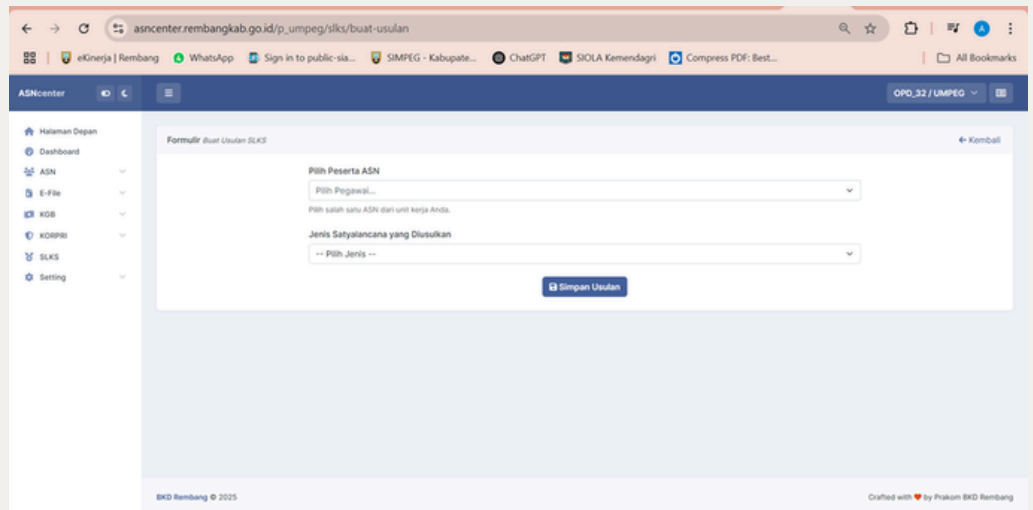 asncenter.rembangkab.go.id/p_umpeg/slks/buat-usulan
eKinerja | Rembang WhatsApp Sign in to public-sia... SIMPEG - Kabupate... ChatGPT SIOLA Kemendagri Compress PDF: Best... All Bookmarks
ASNcenter OPD_32 / UMPEG
Halaman Depan
Dashboard
ASN
E-File
KGB
KORPRI
SLKS
Setting
Formulir Buat Usulan SLKS Kembali
Pilih Peserta ASN
Pilih Pegawai...
Pilih salah satu ASN dari unit kerja Anda.
Jenis Satyalancana yang Diusulkan
-- Pilih Jenis --
Simpan Usulan
BKD Rembang © 2025 Crafted with ❤ by Prakom BKD Rembang